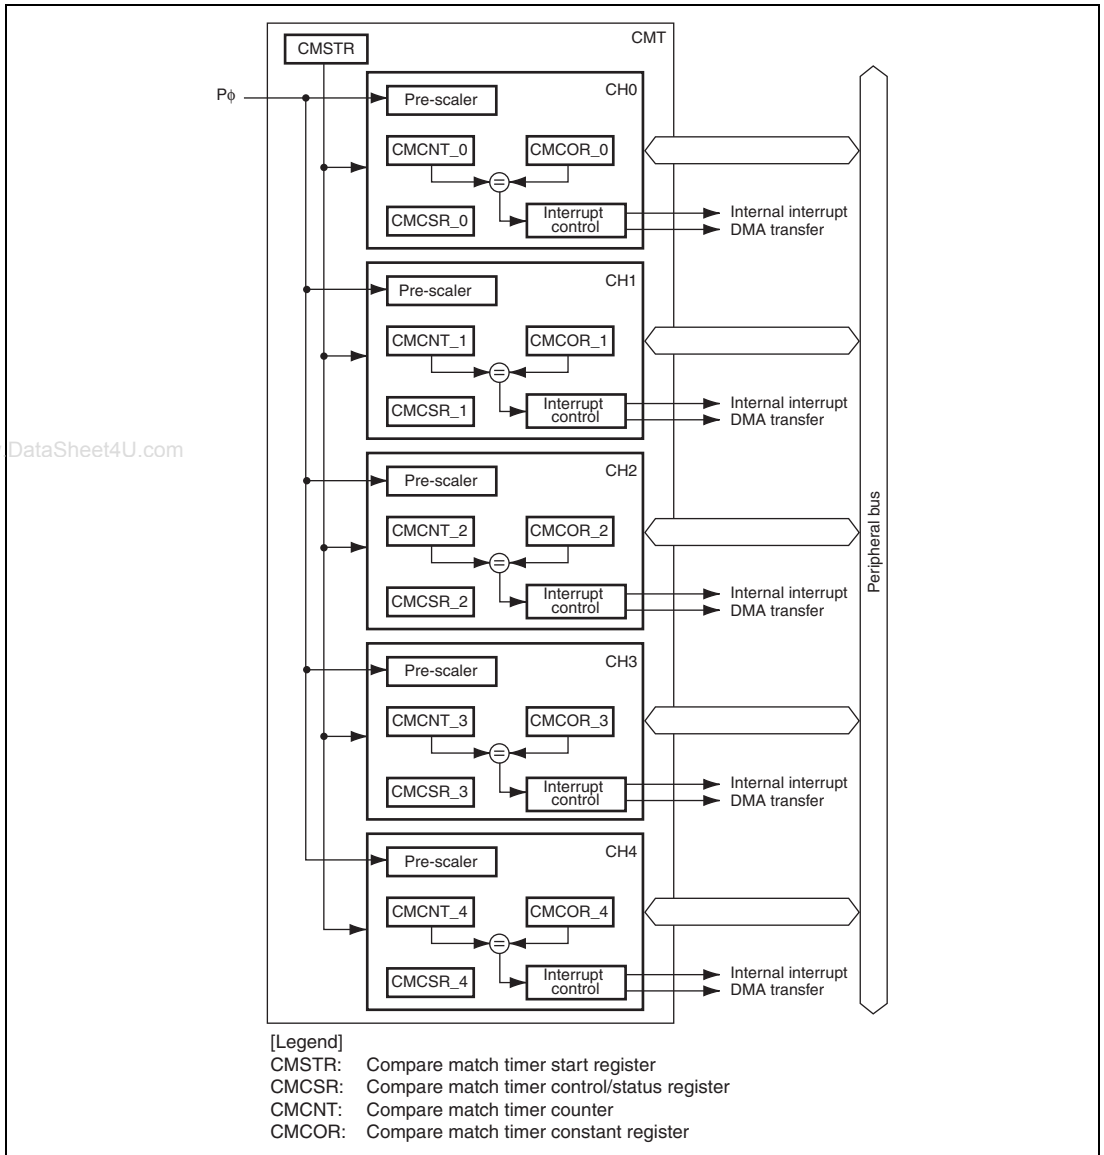 CMT
CMSTR
Pφ
CH0
Pre-scaler
CMCNT_0
CMCOR_0
=
CMCSR_0
Interrupt
control
Internal interrupt
DMA transfer
CH1
Pre-scaler
CMCNT_1
CMCOR_1
=
CMCSR_1
Interrupt
control
Internal interrupt
DMA transfer
DataSheet4U.com
CH2
Pre-scaler
CMCNT_2
CMCOR_2
=
CMCSR_2
Interrupt
control
Internal interrupt
DMA transfer
Peripheral bus
CH3
Pre-scaler
CMCNT_3
CMCOR_3
=
CMCSR_3
Interrupt
control
Internal interrupt
DMA transfer
CH4
Pre-scaler
CMCNT_4
CMCOR_4
=
CMCSR_4
Interrupt
control
Internal interrupt
DMA transfer
[Legend]
CMSTR: Compare match timer start register
CMCSR: Compare match timer control/status register
CMCNT: Compare match timer counter
CMCOR: Compare match timer constant register